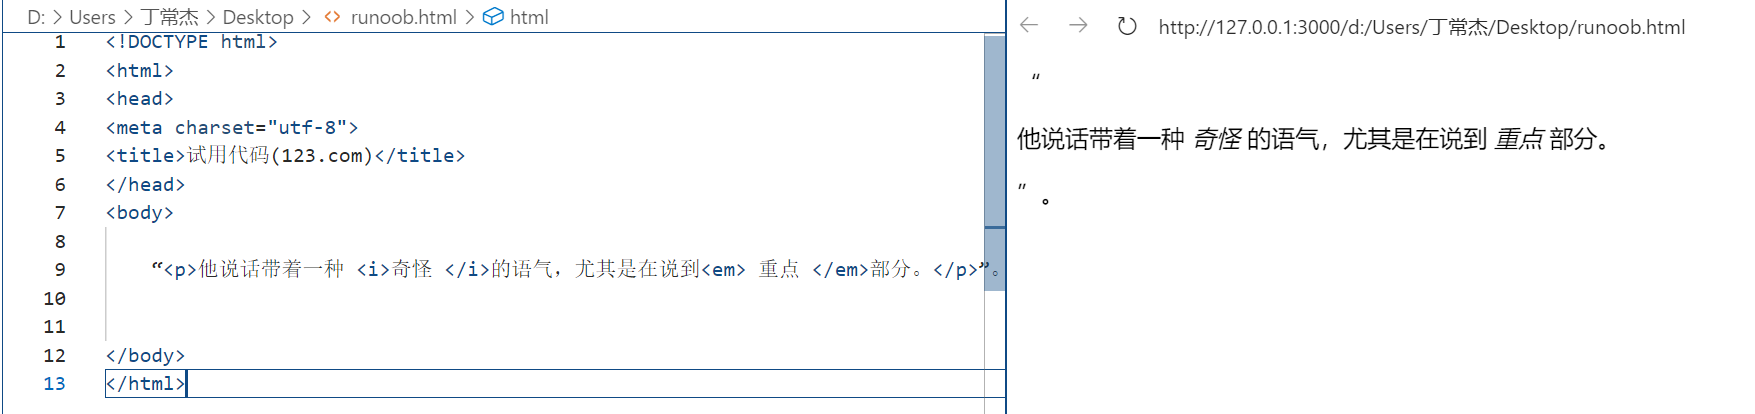 D: > Users > 丁常杰 > Desktop > <> runoob.html > html
1 <!DOCTYPE html>
2 <html>
3 <head>
4 <meta charset="utf-8">
5 <title>试用代码(123.com)</title>
6 </head>
7 <body>
8
9 “<p>他说话带着一种 <i>奇怪 </i>的语气，尤其是在说到<em> 重点 </em>部分。</p>”。
10
11
12 </body>
13 </html>
http://127.0.0.1:3000/d:/Users/丁常杰/Desktop/runoob.html
“
他说话带着一种 奇怪 的语气，尤其是在说到 重点 部分。
”。